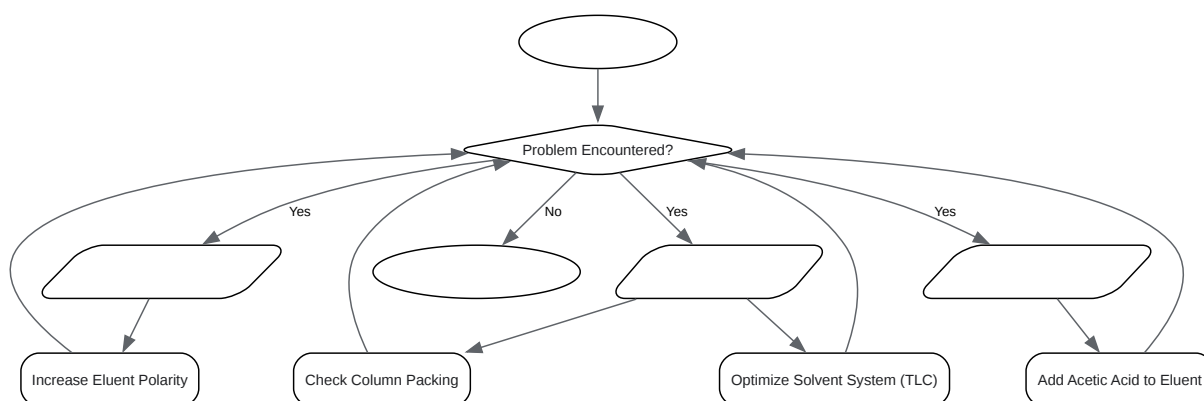 Problem Encountered?
Yes
No
Yes
Yes
Increase Eluent Polarity
Check Column Packing
Optimize Solvent System (TLC)
Add Acetic Acid to Eluent